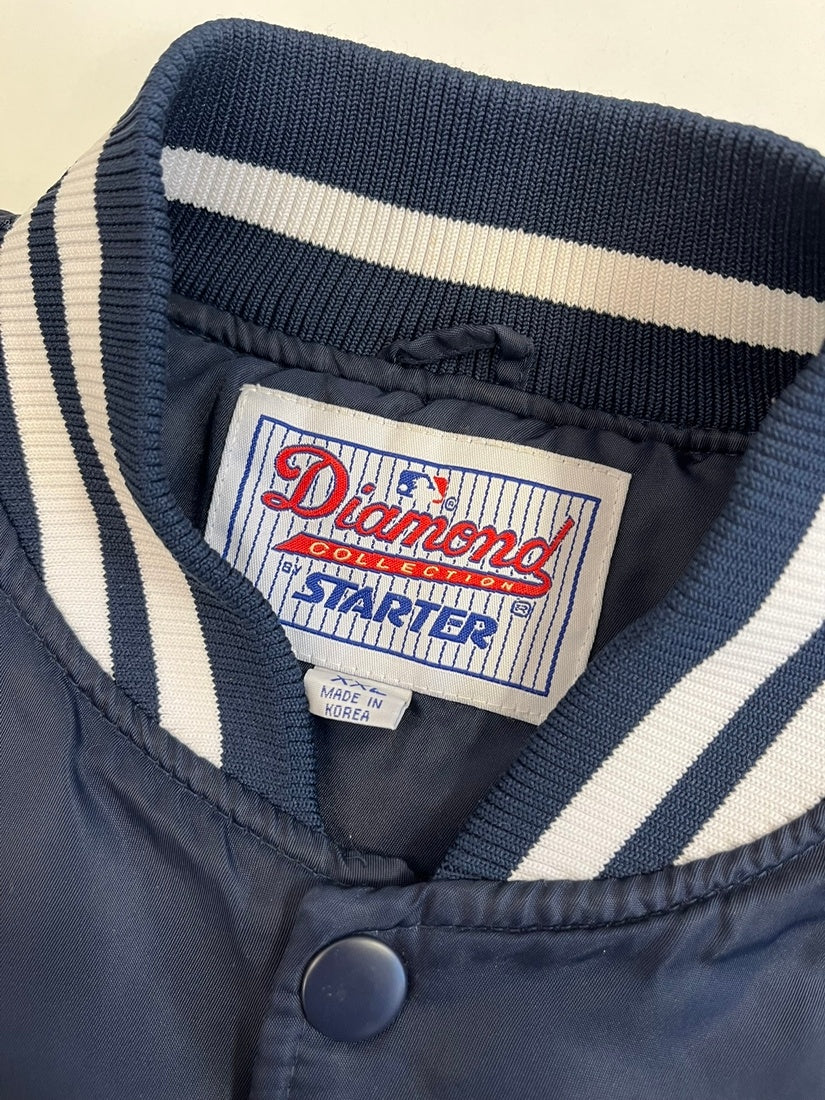 Diamond ®
COLLECTION
BY STARTER ®
XXL
MADE IN
KOREA